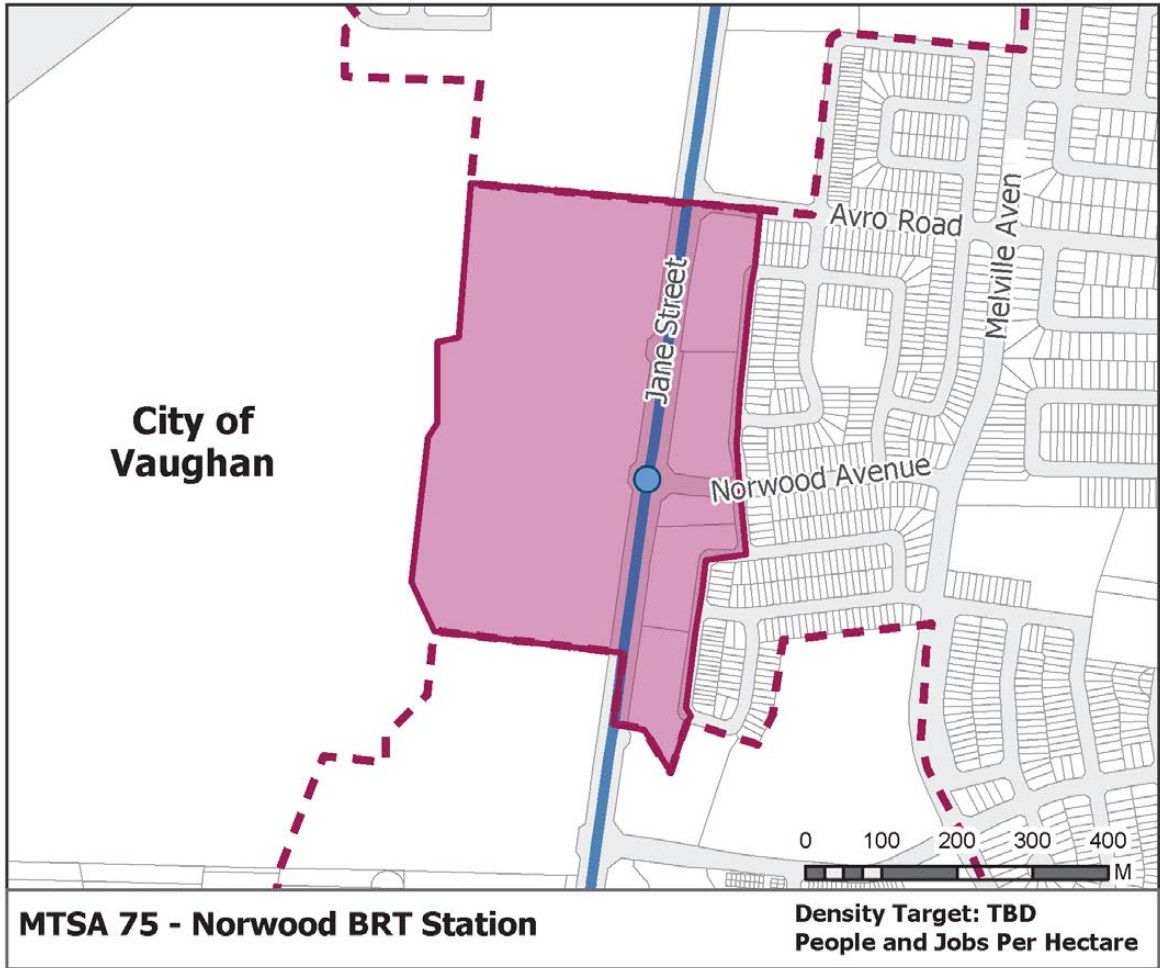 Avro Road
Melville Aven
Jane Street
City of
Vaughan
Norwood Avenue
0 100 200 300 400
M
MTSA 75 - Norwood BRT Station
Density Target: TBD
People and Jobs Per Hectare